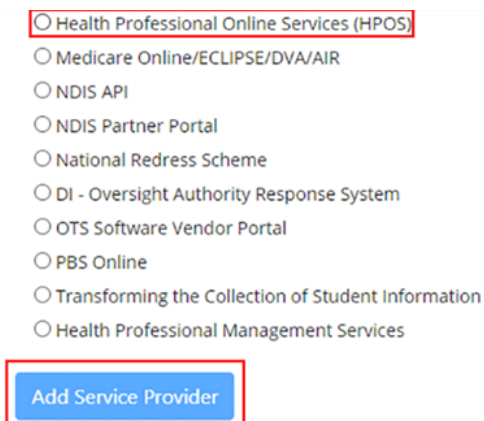 Health Professional Online Services (HPOS)
Medicare Online/ECLIPSE/DVA/AIR
NDIS API
NDIS Partner Portal
National Redress Scheme
DI - Oversight Authority Response System
OTS Software Vendor Portal
PBS Online
Transforming the Collection of Student Information
Health Professional Management Services
Add Service Provider